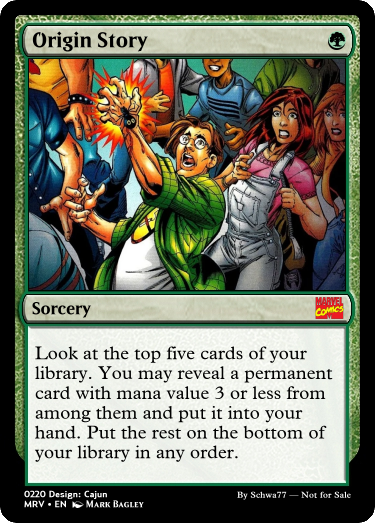 Origin Story
Sorcery
MARVEL
COMICS
Look at the top five cards of your
library. You may reveal a permanent
card with mana value 3 or less from
among them and put it into your
hand. Put the rest on the bottom of
your library in any order.
0220 Design: Cajun
MRV • EN Mark Bagley
By Schwa77 — Not for Sale